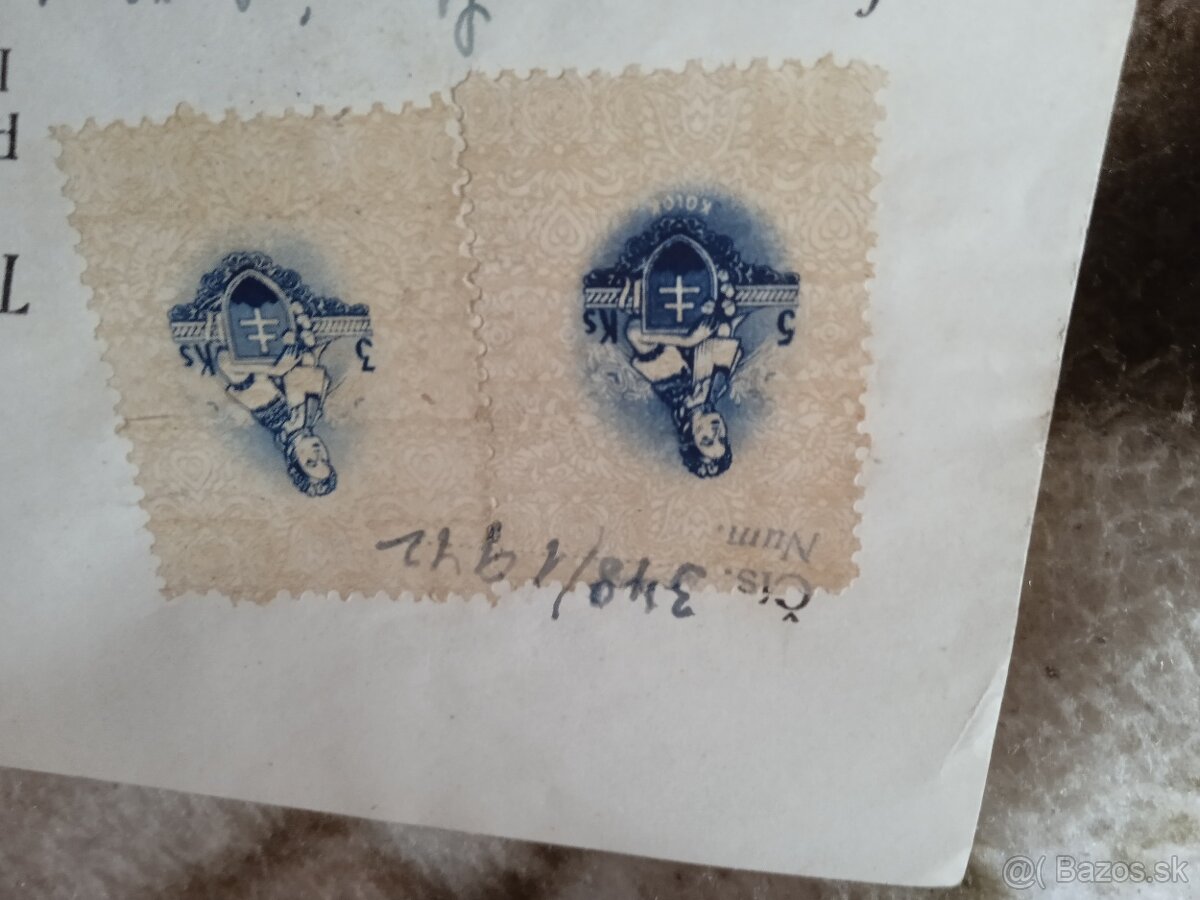 Čís. 348/1942
Num.
5 Ks
KOLOK
3 Ks
@( Bazos.sk